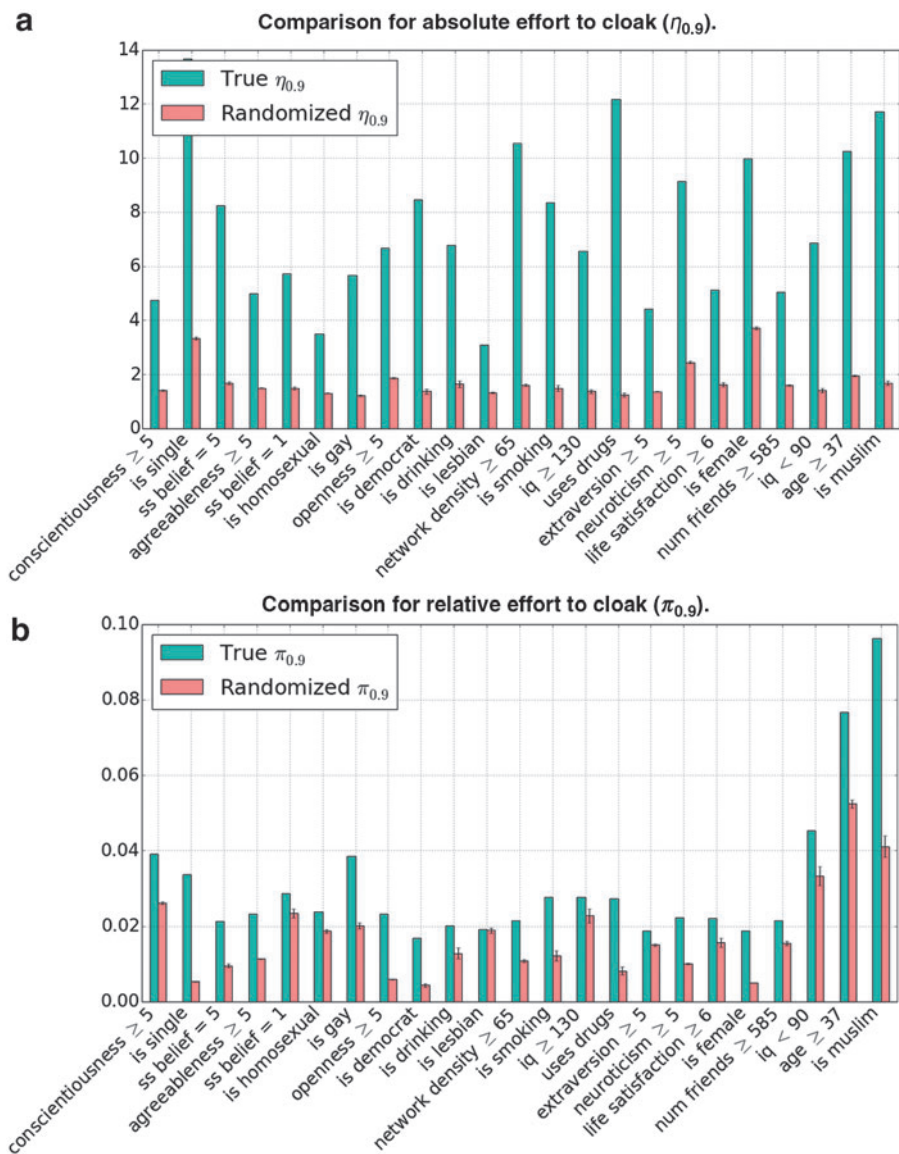 a
Comparison for absolute effort to cloak (η0.9).
14
12
10
8
6
4
2
0
True η0.9
Randomized η0.9
conscientiousness ≥ 5
is single
ss belief = 5
agreeableness ≥ 5
ss belief = 1
is homosexual
is gay
openness ≥ 5
is democrat
is drinking
is lesbian
network density ≥ 65
is smoking
iq ≥ 130
uses drugs
extraversion ≥ 5
neuroticism ≥ 5
life satisfaction ≥ 6
is female
num friends ≥ 585
iq < 90
age ≥ 37
is muslim
b
Comparison for relative effort to cloak (π0.9).
0.10
0.08
0.06
0.04
0.02
0.00
True π0.9
Randomized π0.9
conscientiousness ≥ 5
is single
ss belief = 5
agreeableness ≥ 5
ss belief = 1
is homosexual
is gay
openness ≥ 5
is democrat
is drinking
is lesbian
network density ≥ 65
is smoking
iq ≥ 130
uses drugs
extraversion ≥ 5
neuroticism ≥ 5
life satisfaction ≥ 6
is female
num friends ≥ 585
iq < 90
age ≥ 37
is muslim